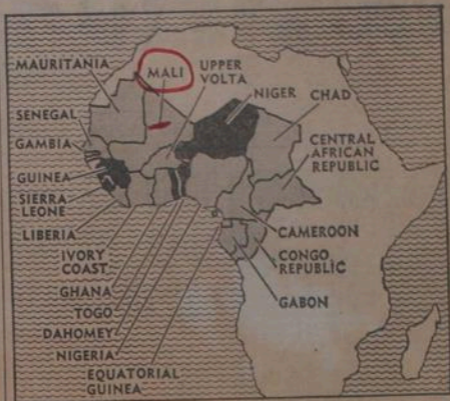 MAURITANIA
MALI
UPPER
VOLTA
NIGER
CHAD
SENEGAL
GAMBIA
GUINEA
SIERRA
LEONE
LIBERIA
CENTRAL
AFRICAN
REPUBLIC
IVORY
COAST
GHANA
TOGO
DAHOMEY
NIGERIA
EQUATORIAL
GUINEA
CAMEROON
CONGO
REPUBLIC
GABON